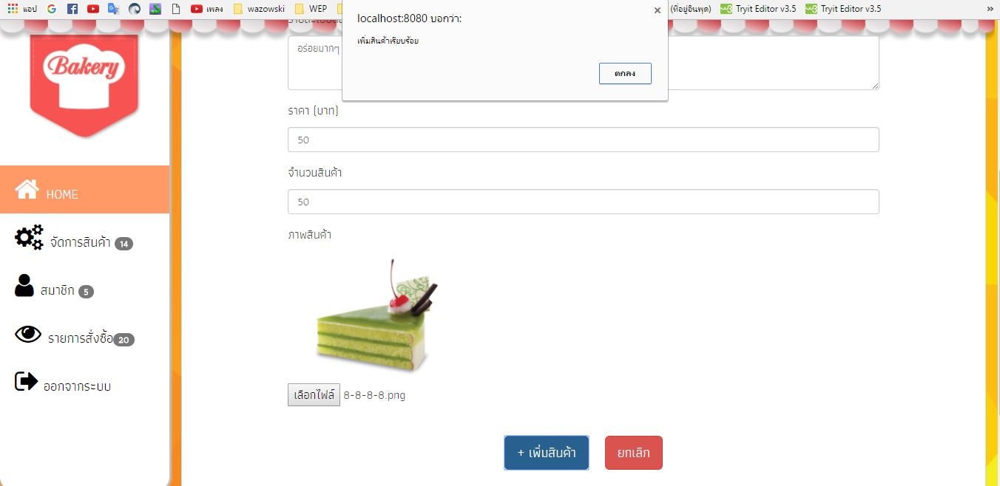 แอป
เพลง
wazowski
WEP
(ที่อยู่อินพุต)
Tryit Editor v3.5
Tryit Editor v3.5
»
localhost:8080 บอกว่า:
เพิ่มสินค้าเรียบร้อย
ตกลง
Bakery
HOME
จัดการสินค้า 14
สมาชิก 5
รายการสั่งซื้อ 20
ออกจากระบบ
อร่อยมากๆ
ราคา (บาท)
50
จำนวนสินค้า
50
ภาพสินค้า
เลือกไฟล์ 8-8-8-8.png
+ เพิ่มสินค้า
ยกเลิก